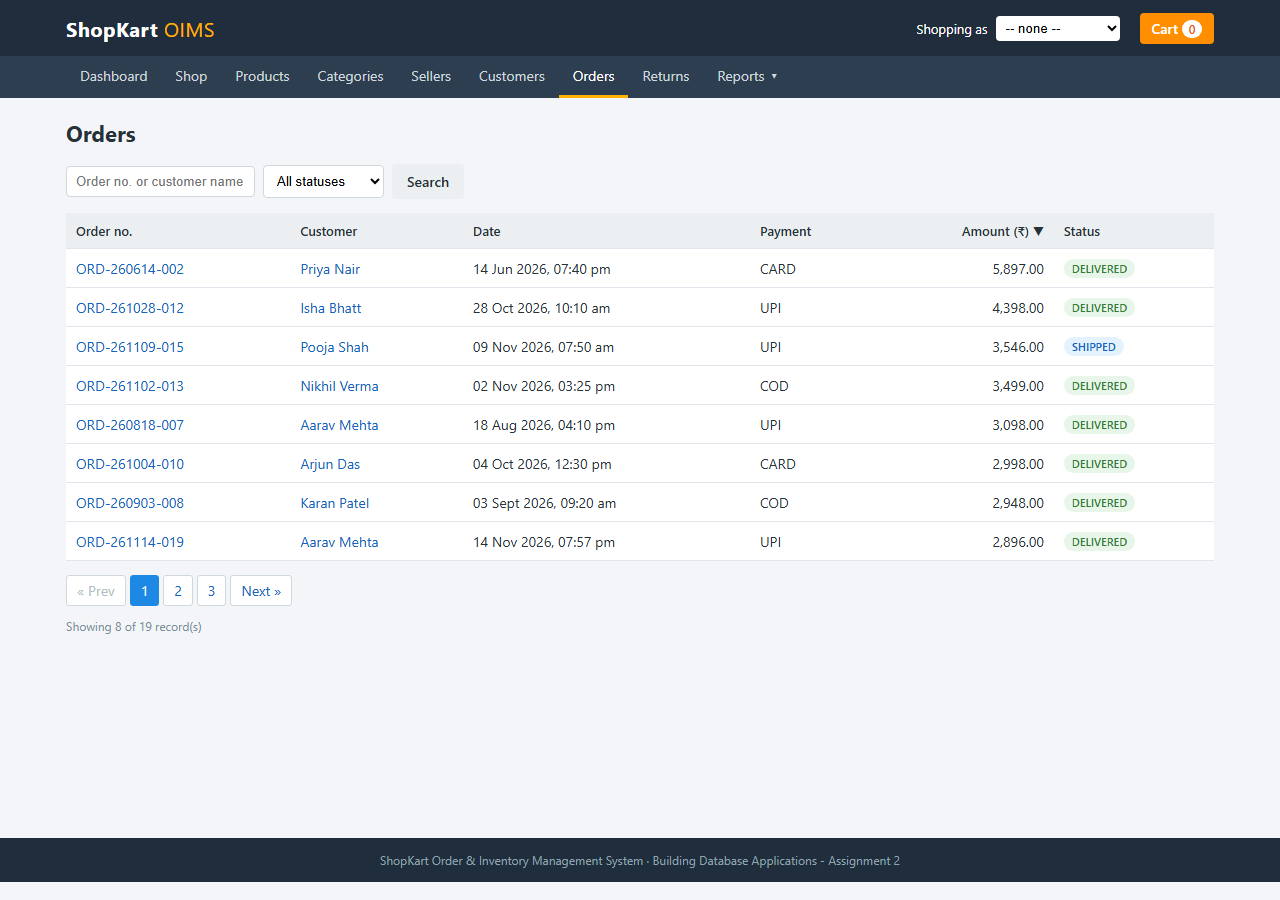 ShopKart OIMS
Shopping as -- none -- Cart 0
Dashboard Shop Products Categories Sellers Customers Orders Returns Reports ▾
Orders
Order no. or customer name All statuses Search
Order no. Customer Date Payment Amount (₹) ▼ Status
ORD-260614-002 Priya Nair 14 Jun 2026, 07:40 pm CARD 5,897.00 DELIVERED
ORD-261028-012 Isha Bhatt 28 Oct 2026, 10:10 am UPI 4,398.00 DELIVERED
ORD-261109-015 Pooja Shah 09 Nov 2026, 07:50 am UPI 3,546.00 SHIPPED
ORD-261102-013 Nikhil Verma 02 Nov 2026, 03:25 pm COD 3,499.00 DELIVERED
ORD-260818-007 Aarav Mehta 18 Aug 2026, 04:10 pm UPI 3,098.00 DELIVERED
ORD-261004-010 Arjun Das 04 Oct 2026, 12:30 pm CARD 2,998.00 DELIVERED
ORD-260903-008 Karan Patel 03 Sept 2026, 09:20 am COD 2,948.00 DELIVERED
ORD-261114-019 Aarav Mehta 14 Nov 2026, 07:57 pm UPI 2,896.00 DELIVERED
« Prev 1 2 3 Next »
Showing 8 of 19 record(s)
ShopKart Order & Inventory Management System · Building Database Applications - Assignment 2